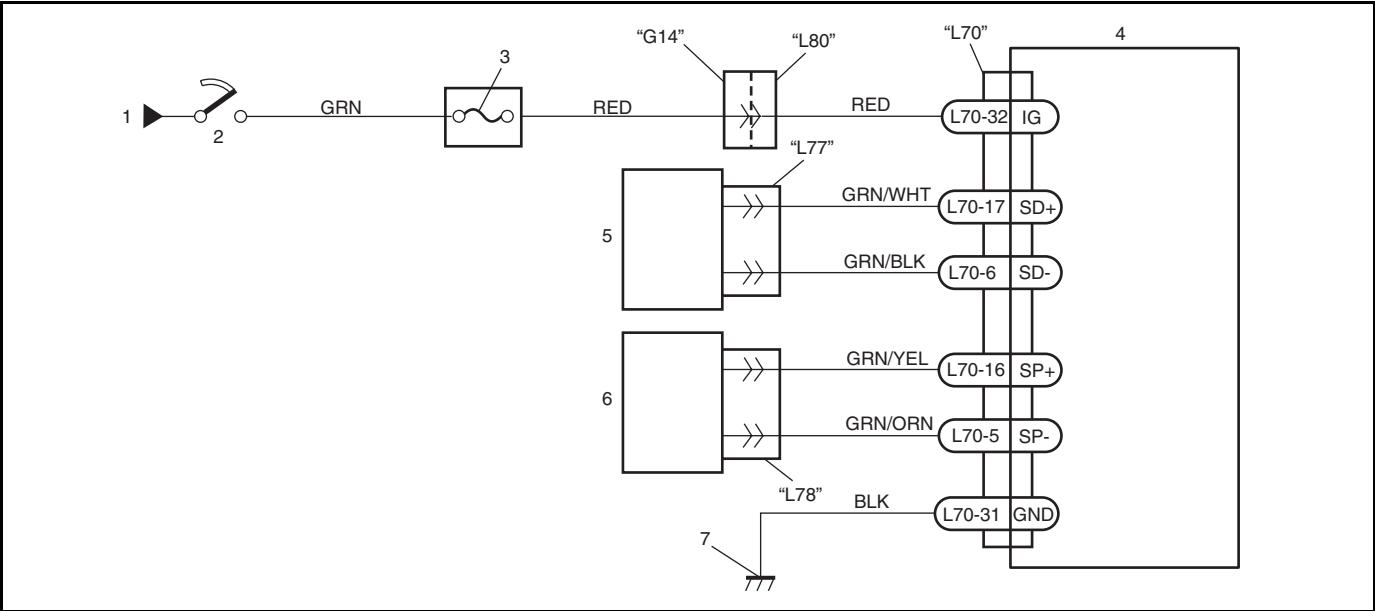 “G14”
“L80”
“L70”
4
3
1
2
GRN
RED
RED
L70-32
IG
“L77”
5
GRN/WHT
L70-17
SD+
GRN/BLK
L70-6
SD-
6
GRN/YEL
L70-16
SP+
GRN/ORN
L70-5
SP-
“L78”
BLK
L70-31
GND
7